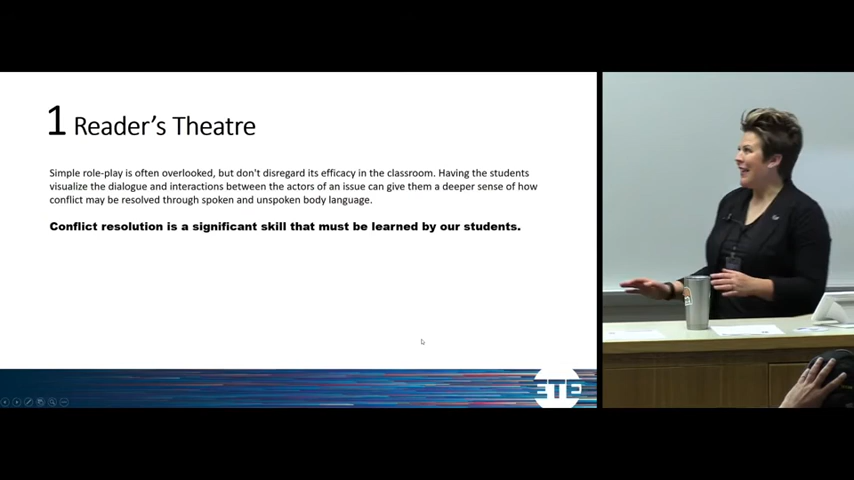 1 Reader's Theatre
Simple role-play is often overlooked, but don't disregard its efficacy in the classroom. Having the students
visualize the dialogue and interactions between the actors of an issue can give them a deeper sense of how
conflict may be resolved through spoken and unspoken body language.
Conflict resolution is a significant skill that must be learned by our students.
ETE